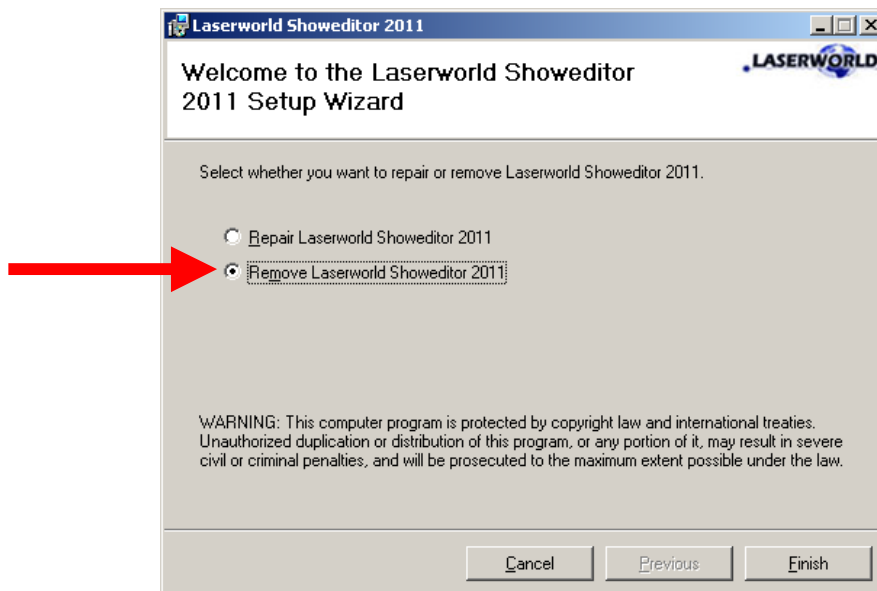 Laserworld Showeditor 2011
Welcome to the Laserworld Showeditor
2011 Setup Wizard
.LASERWORLD
Select whether you want to repair or remove Laserworld Showeditor 2011.
Repair Laserworld Showeditor 2011
Remove Laserworld Showeditor 2011
WARNING: This computer program is protected by copyright law and international treaties.
Unauthorized duplication or distribution of this program, or any portion of it, may result in severe
civil or criminal penalties, and will be prosecuted to the maximum extent possible under the law.
Cancel Previous Finish